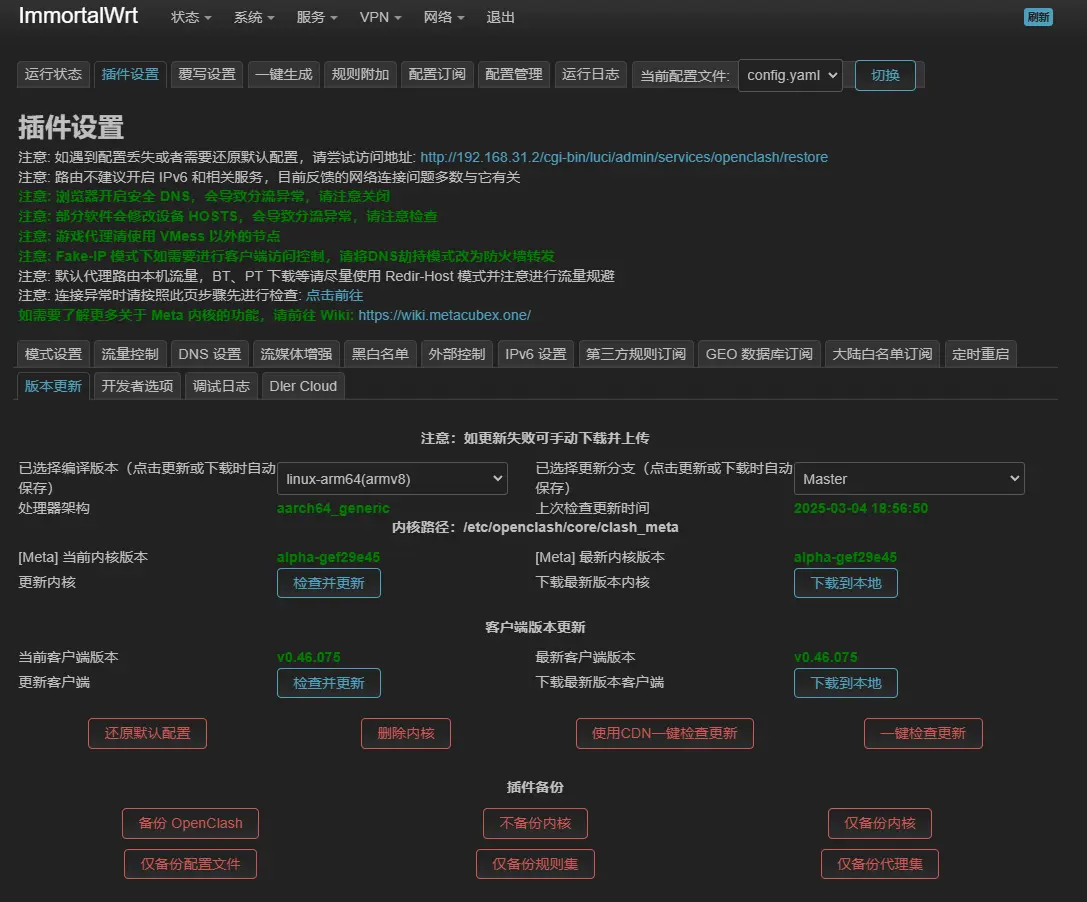 ImmortalWrt 状态 系统 服务 VPN 网络 退出 刷新
运行状态 插件设置 覆写设置 一键生成 规则附加 配置订阅 配置管理 运行日志 当前配置文件: config.yaml 切换
插件设置
注意: 如遇到配置丢失或者需要还原默认配置，请尝试访问地址: http://192.168.31.2/cgi-bin/luci/admin/services/openclash/restore
注意: 路由不建议开启 IPv6 和相关服务，目前反馈的网络连接问题多数与它有关
注意: 浏览器开启安全 DNS，会导致分流异常，请注意关闭
注意: 部分软件会修改设备 HOSTS，会导致分流异常，请注意检查
注意: 游戏代理请使用 VMess 以外的节点
注意: Fake-IP 模式下如需要进行客户端访问控制，请将DNS劫持模式改为防火墙转发
注意: 默认代理路由本机流量，BT、PT 下载等请尽量使用 Redir-Host 模式并注意进行流量规避
注意: 连接异常时请按照此页步骤先进行检查: 点击前往
如需要了解更多关于 Meta 内核的功能，请前往 Wiki: https://wiki.metacubex.one/
模式设置 流量控制 DNS 设置 流媒体增强 黑白名单 外部控制 IPv6 设置 第三方规则订阅 GEO 数据库订阅 大陆白名单订阅 定时重启
版本更新 开发者选项 调试日志 Dler Cloud
注意：如更新失败可手动下载并上传
已选择编译版本（点击更新或下载时自动保存） linux-arm64(armv8) 已选择更新分支（点击更新或下载时自动保存） Master
处理器架构 aarch64_generic 上次检查更新时间 2025-03-04 18:56:50
内核路径：/etc/openclash/core/clash_meta
[Meta] 当前内核版本 alpha-gef29e45 [Meta] 最新内核版本 alpha-gef29e45
更新内核 检查并更新 下载最新版本内核 下载到本地
客户端版本更新
当前客户端版本 v0.46.075 最新客户端版本 v0.46.075
更新客户端 检查并更新 下载最新版本客户端 下载到本地
还原默认配置 删除内核 使用CDN一键检查更新 一键检查更新
插件备份
备份 OpenClash 不备份内核 仅备份内核
仅备份配置文件 仅备份规则集 仅备份代理集